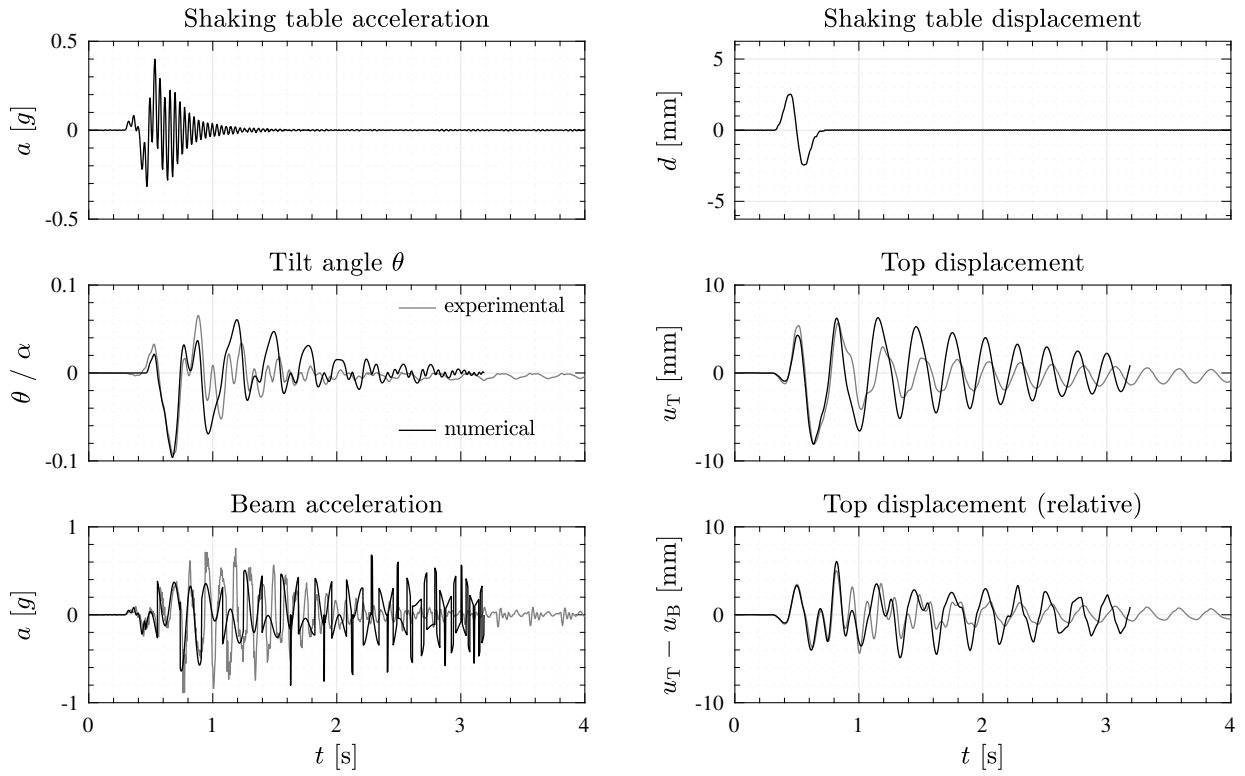 Shaking table acceleration
0.5
0
-0.5
a [g]
Shaking table displacement
5
0
-5
d [mm]
Tilt angle θ
0.1
0
-0.1
θ / α
experimental
numerical
Top displacement
10
0
-10
u_T [mm]
Beam acceleration
1
0
-1
a [g]
0 1 2 3 4
t [s]
Top displacement (relative)
10
0
-10
u_T − u_B [mm]
0 1 2 3 4
t [s]